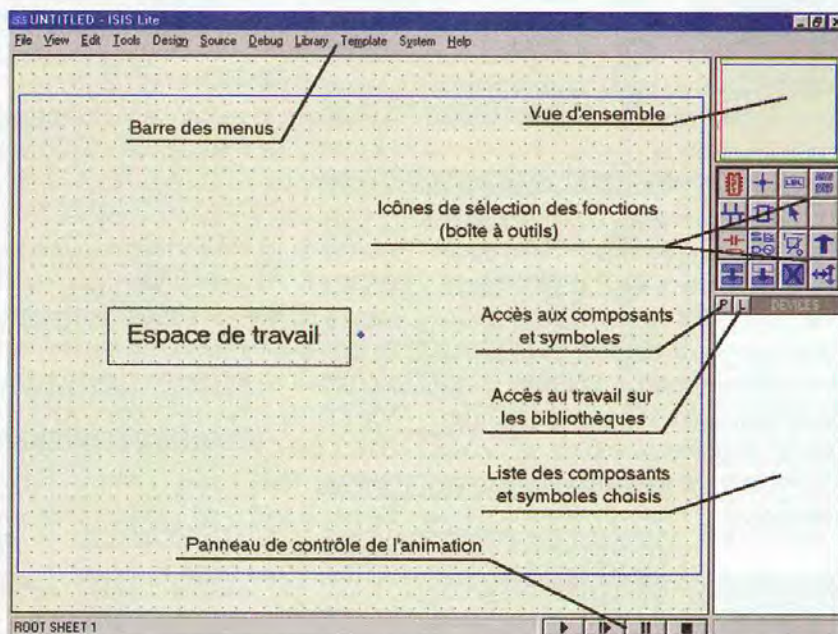 ISIS UNTITLED - ISIS Lite
File View Edit Tools Design Source Debug Library Template System Help
Barre des menus
Vue d'ensemble
LBL
Icônes de sélection des fonctions
(boîte à outils)
P L DEVICES
Accès aux composants
et symboles
Espace de travail
Accès au travail sur
les bibliothèques
Liste des composants
et symboles choisis
Panneau de contrôle de l'animation
ROOT SHEET 1